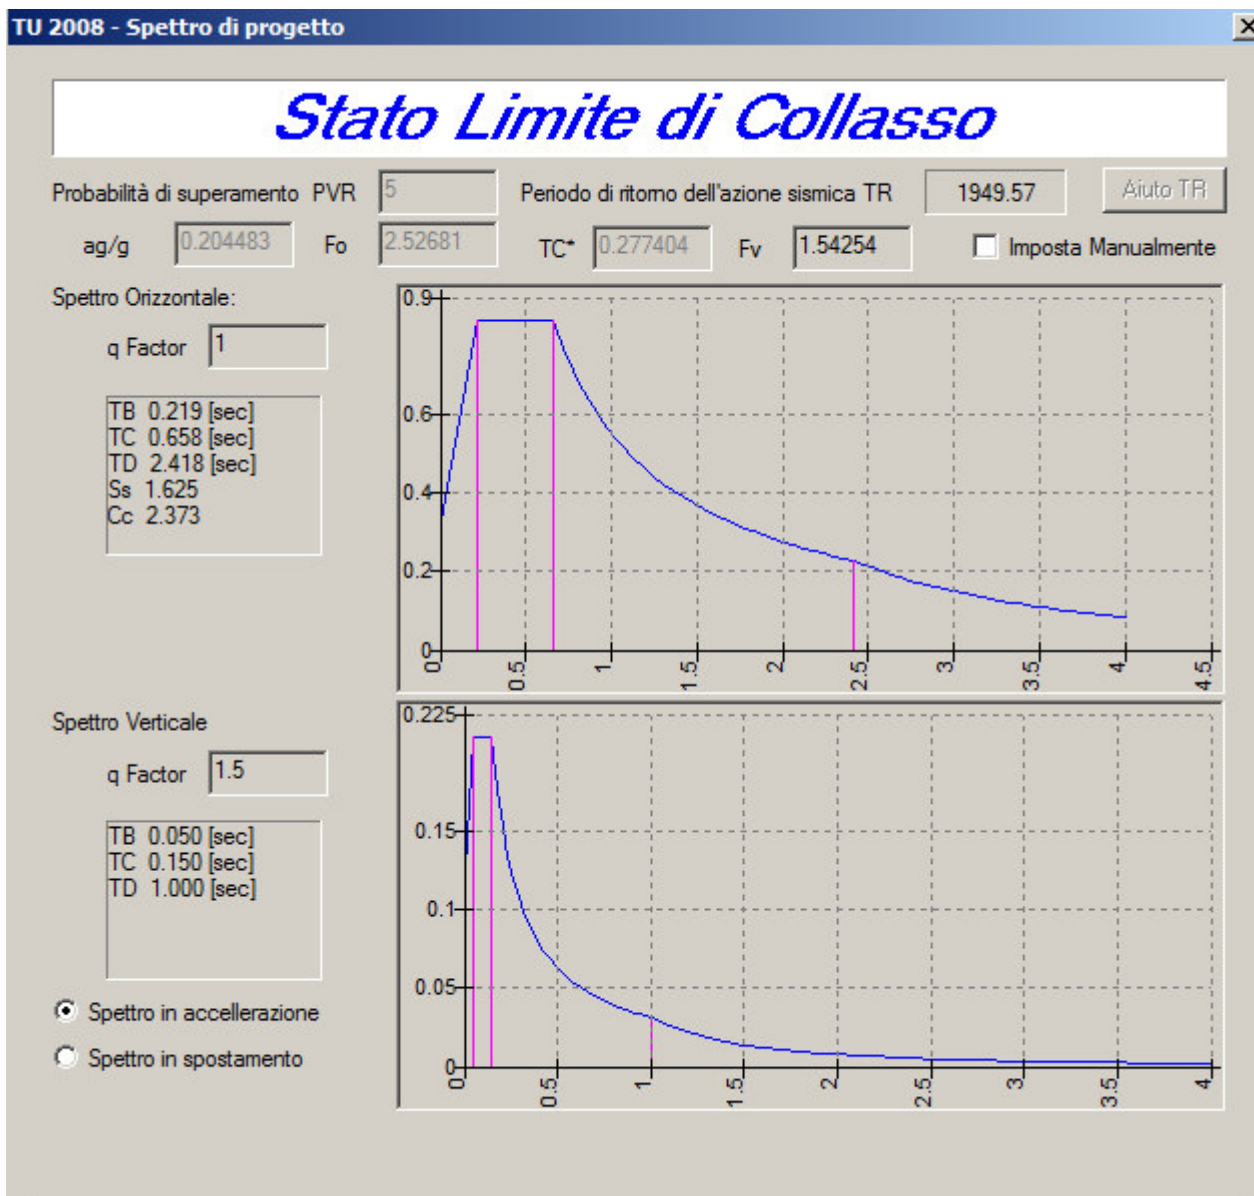 TU 2008 - Spettro di progetto
Stato Limite di Collasso
Probabilità di superamento PVR 5 Periodo di ritorno dell'azione sismica TR 1949.57 Aiuto TR
ag/g 0.204483 Fo 2.52681 TC* 0.277404 Fv 1.54254 Imposta Manualmente
Spettro Orizzontale:
q Factor 1
TB 0.219 [sec]
TC 0.658 [sec]
TD 2.418 [sec]
Ss 1.625
Cc 2.373
0.9
0.6
0.4
0.2
0
0 0.5 1 1.5 2 2.5 3 3.5 4 4.5
Spettro Verticale
q Factor 1.5
TB 0.050 [sec]
TC 0.150 [sec]
TD 1.000 [sec]
Spettro in accellerazione
Spettro in spostamento
0.225
0.15
0.1
0.05
0
0 0.5 1 1.5 2 2.5 3 3.5 4